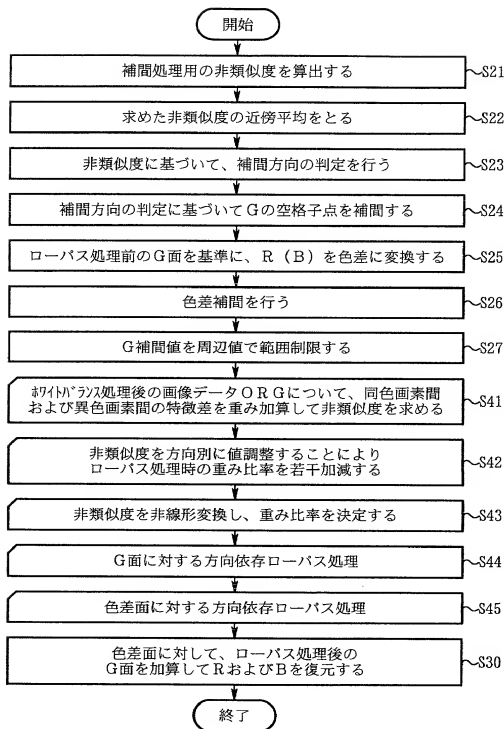 開始
補間処理用の非類似度を算出する
S21
求めた非類似度の近傍平均をとる
S22
非類似度に基づいて、補間方向の判定を行う
S23
補間方向の判定に基づいてGの空格子点を補間する
S24
ローパス処理前のG面を基準に、R（B）を色差に変換する
S25
色差補間を行う
S26
G補間値を周辺値で範囲制限する
S27
ﾎﾜｲﾄﾊﾞﾗﾝｽ処理後の画像データORGについて、同色画素間
および異色画素間の特徴差を重み加算して非類似度を求める
S41
非類似度を方向別に値調整することにより
ローパス処理時の重み比率を若干加減する
S42
非類似度を非線形変換し、重み比率を決定する
S43
G面に対する方向依存ローパス処理
S44
色差面に対する方向依存ローパス処理
S45
色差面に対して、ローパス処理後の
G面を加算してRおよびBを復元する
S30
終了